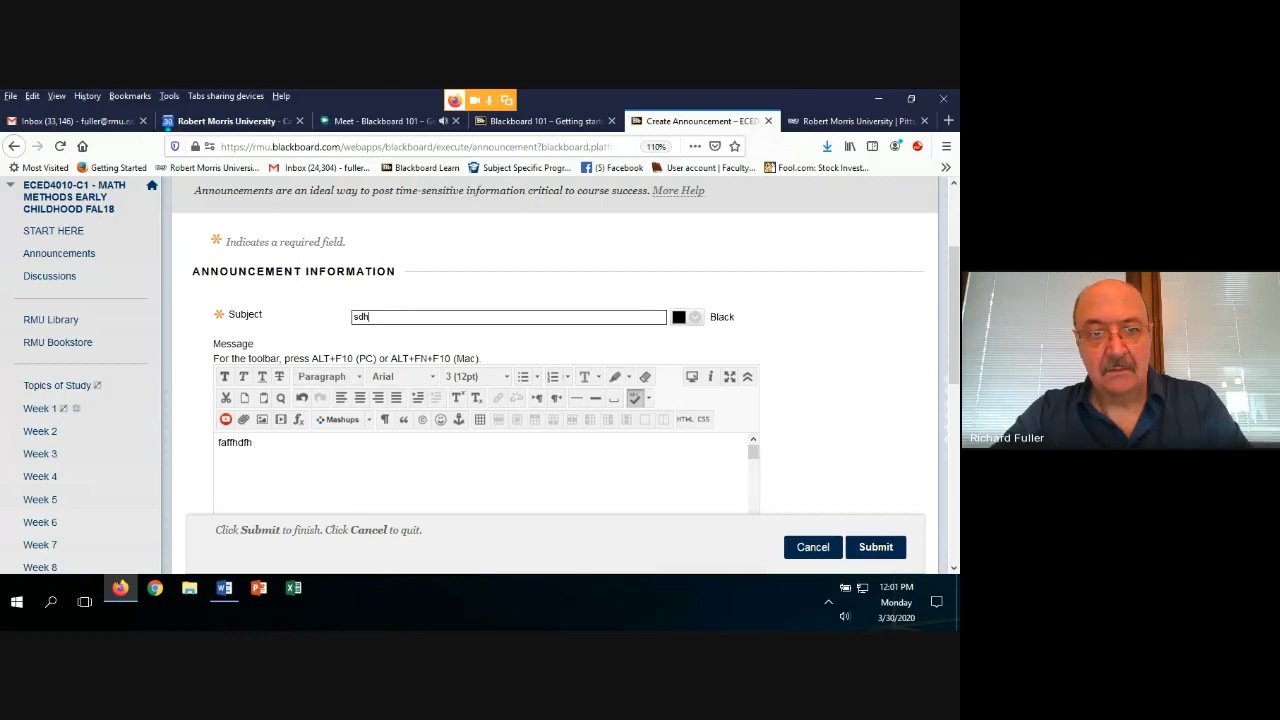 File Edit View History Bookmarks Tools Tabs sharing devices Help
Inbox (33,146) - fuller@rmu.ec
Robert Morris University - Ca
Meet - Blackboard 101 – Ge
Blackboard 101 – Getting start
Create Announcement – ECED
Robert Morris University | Pitts
https://rmu.blackboard.com/webapps/blackboard/execute/announcement?blackboard.platf
110%
Most Visited
Getting Started
Robert Morris Universi...
Inbox (24,304) - fuller...
Blackboard Learn
Subject Specific Progr...
(5) Facebook
User account | Faculty...
Fool.com: Stock Invest...
ECED4010-C1 - MATH
METHODS EARLY
CHILDHOOD FAL18
START HERE
Announcements
Discussions
RMU Library
RMU Bookstore
Topics of Study
Week 1
Week 2
Week 3
Week 4
Week 5
Week 6
Week 7
Week 8
Announcements are an ideal way to post time-sensitive information critical to course success. More Help
Indicates a required field.
ANNOUNCEMENT INFORMATION
Subject
sdh
Black
Message
For the toolbar, press ALT+F10 (PC) or ALT+FN+F10 (Mac).
T T T T Paragraph Arial 3 (12pt)
Mashups
HTML CSS
faffhdfh
Click Submit to finish. Click Cancel to quit.
Cancel
Submit
12:01 PM
Monday
3/30/2020
Richard Fuller